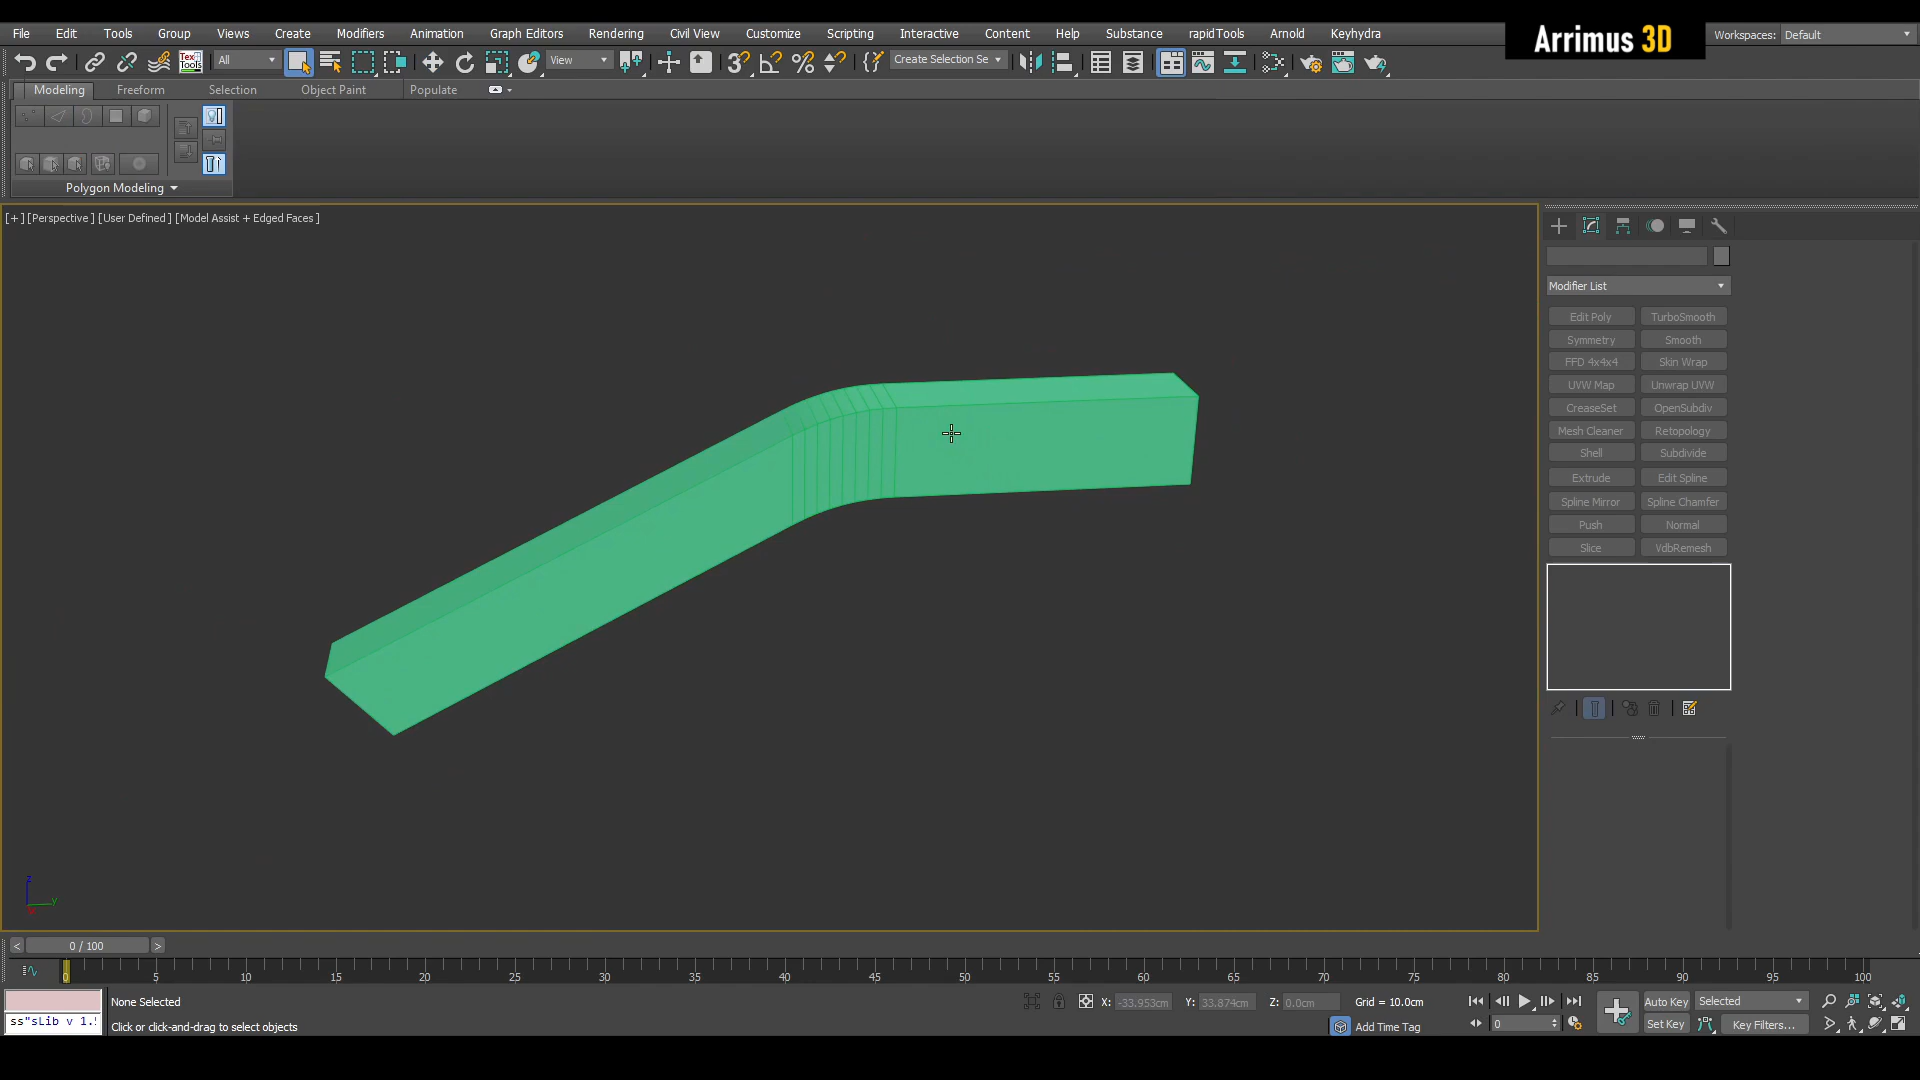 File Edit Tools Group Views Create Modifiers Animation Graph Editors Rendering Civil View Customize Scripting Interactive Content Help Substance rapidTools Arnold Keyhydra
Arrimus 3D
Workspaces: Default
Tex Tools
All
View
Create Selection Se
Modeling Freeform Selection Object Paint Populate
Polygon Modeling
[+] [Perspective ] [User Defined ] [Model Assist + Edged Faces ]
Modifier List
Edit Poly TurboSmooth
Symmetry Smooth
FFD 4x4x4 Skin Wrap
UVW Map Unwrap UVW
CreaseSet OpenSubdiv
Mesh Cleaner Retopology
Shell Subdivide
Extrude Edit Spline
Spline Mirror Spline Chamfer
Push Normal
Slice VdbRemesh
z
y
x
< 0 / 100 >
0 5 10 15 20 25 30 35 40 45 50 55 60 65 70 75 80 85 90 95 100
None Selected
X: -33.953cm Y: 33.874cm Z: 0.0cm Grid = 10.0cm
Auto Key Selected
ss"sLib v 1.
Click or click-and-drag to select objects
Add Time Tag
0
Set Key Key Filters...